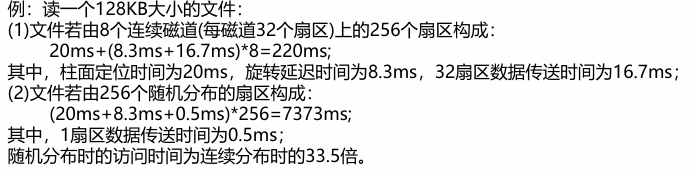 例：读一个128KB大小的文件：
(1)文件若由8个连续磁道(每磁道32个扇区)上的256个扇区构成：
20ms+(8.3ms+16.7ms)*8=220ms;
其中，柱面定位时间为20ms，旋转延迟时间为8.3ms，32扇区数据传送时间为16.7ms；
(2)文件若由256个随机分布的扇区构成：
(20ms+8.3ms+0.5ms)*256=7373ms;
其中，1扇区数据传送时间为0.5ms；
随机分布时的访问时间为连续分布时的33.5倍。